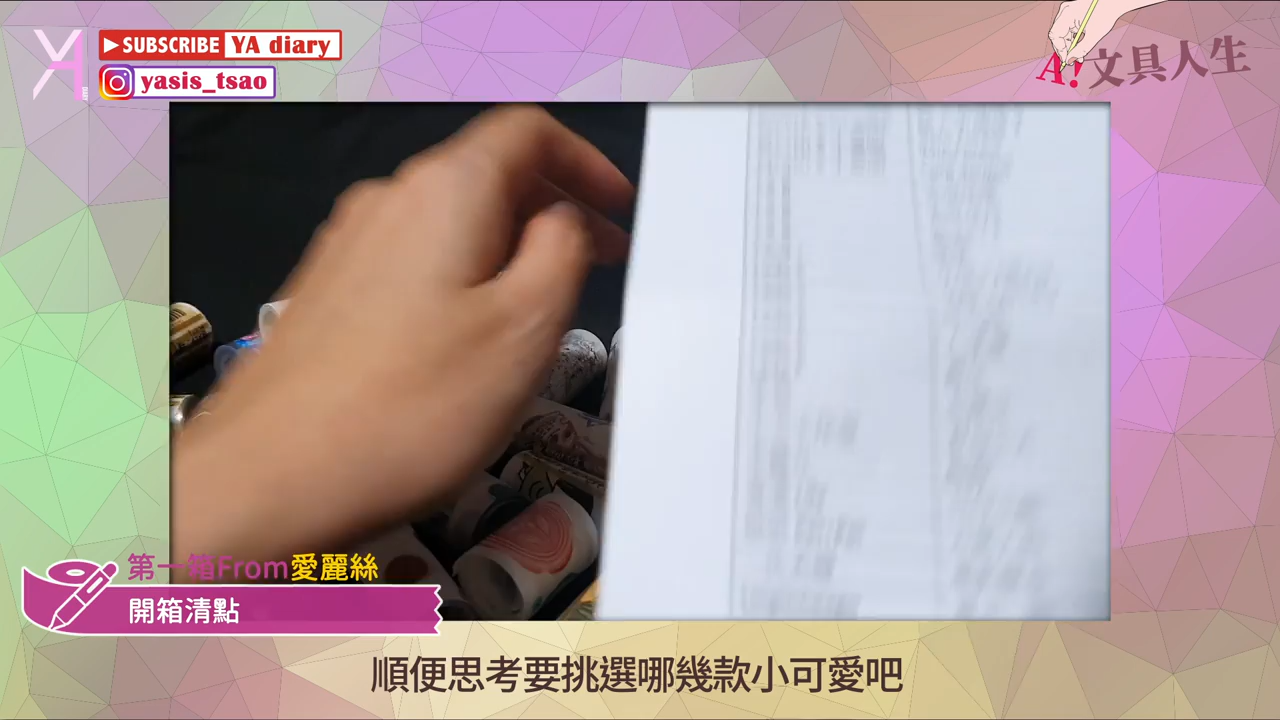 YA
SUBSCRIBE YA diary
yasis_tsao
A!文具人生
第一箱From愛麗絲
開箱清點
順便思考要挑選哪幾款小可愛吧